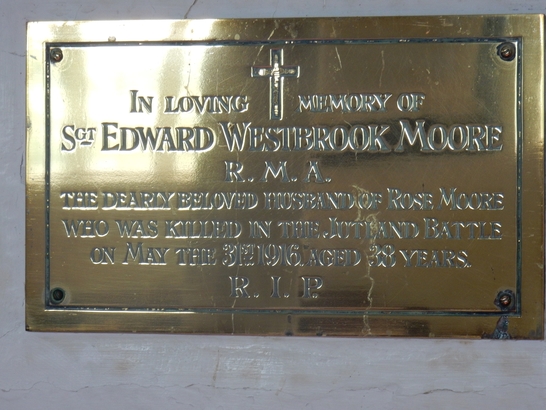 IN LOVING MEMORY OF
SGT EDWARD WESTBROOK MOORE
R. M. A.
THE DEARLY BELOVED HUSBAND OF ROSE MOORE
WHO WAS KILLED IN THE JUTLAND BATTLE
ON MAY THE 31ST 1916, AGED 38 YEARS.
R. I. P.